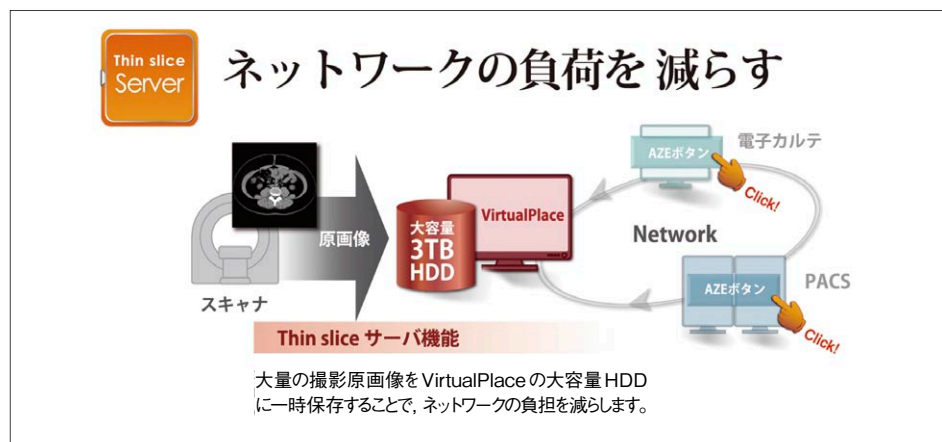 Thin slice
Server
ネットワークの負荷を減らす
電子カルテ
AZEボタン
Click!
VirtualPlace
大容量
3TB
HDD
原画像
Network
スキャナ
AZEボタン
PACS
Click!
Thin slice サーバ機能
大量の撮影原画像をVirtualPlaceの大容量HDD
に一時保存することで,ネットワークの負担を減らします。